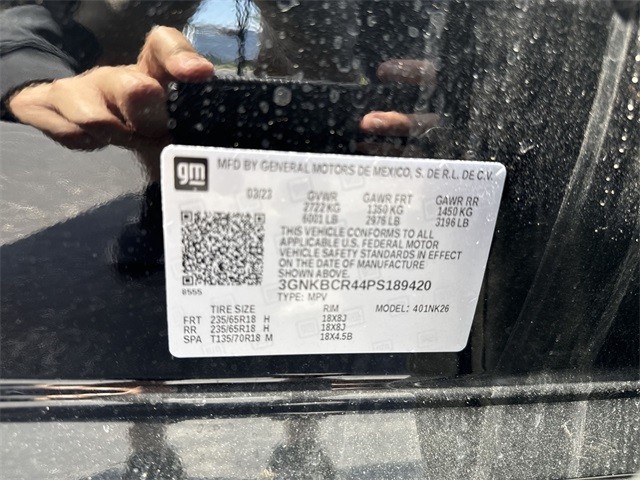 gm MFD BY GENERAL MOTORS DE MEXICO, S. DE R.L. DE C.V.
03/23 GVWR GAWR FRT GAWR RR
2722 KG 1350 KG 1450 KG
6001 LB 2976 LB 3196 LB
THIS VEHICLE CONFORMS TO ALL
APPLICABLE U.S. FEDERAL MOTOR
VEHICLE SAFETY STANDARDS IN EFFECT
ON THE DATE OF MANUFACTURE
SHOWN ABOVE.
3GNKBCR44PS189420
8555
TYPE: MPV
TIRE SIZE RIM MODEL: 401NK26
FRT 235/65R18 H 18X8J
RR 235/65R18 H 18X8J
SPA T135/70R18 M 18X4.5B